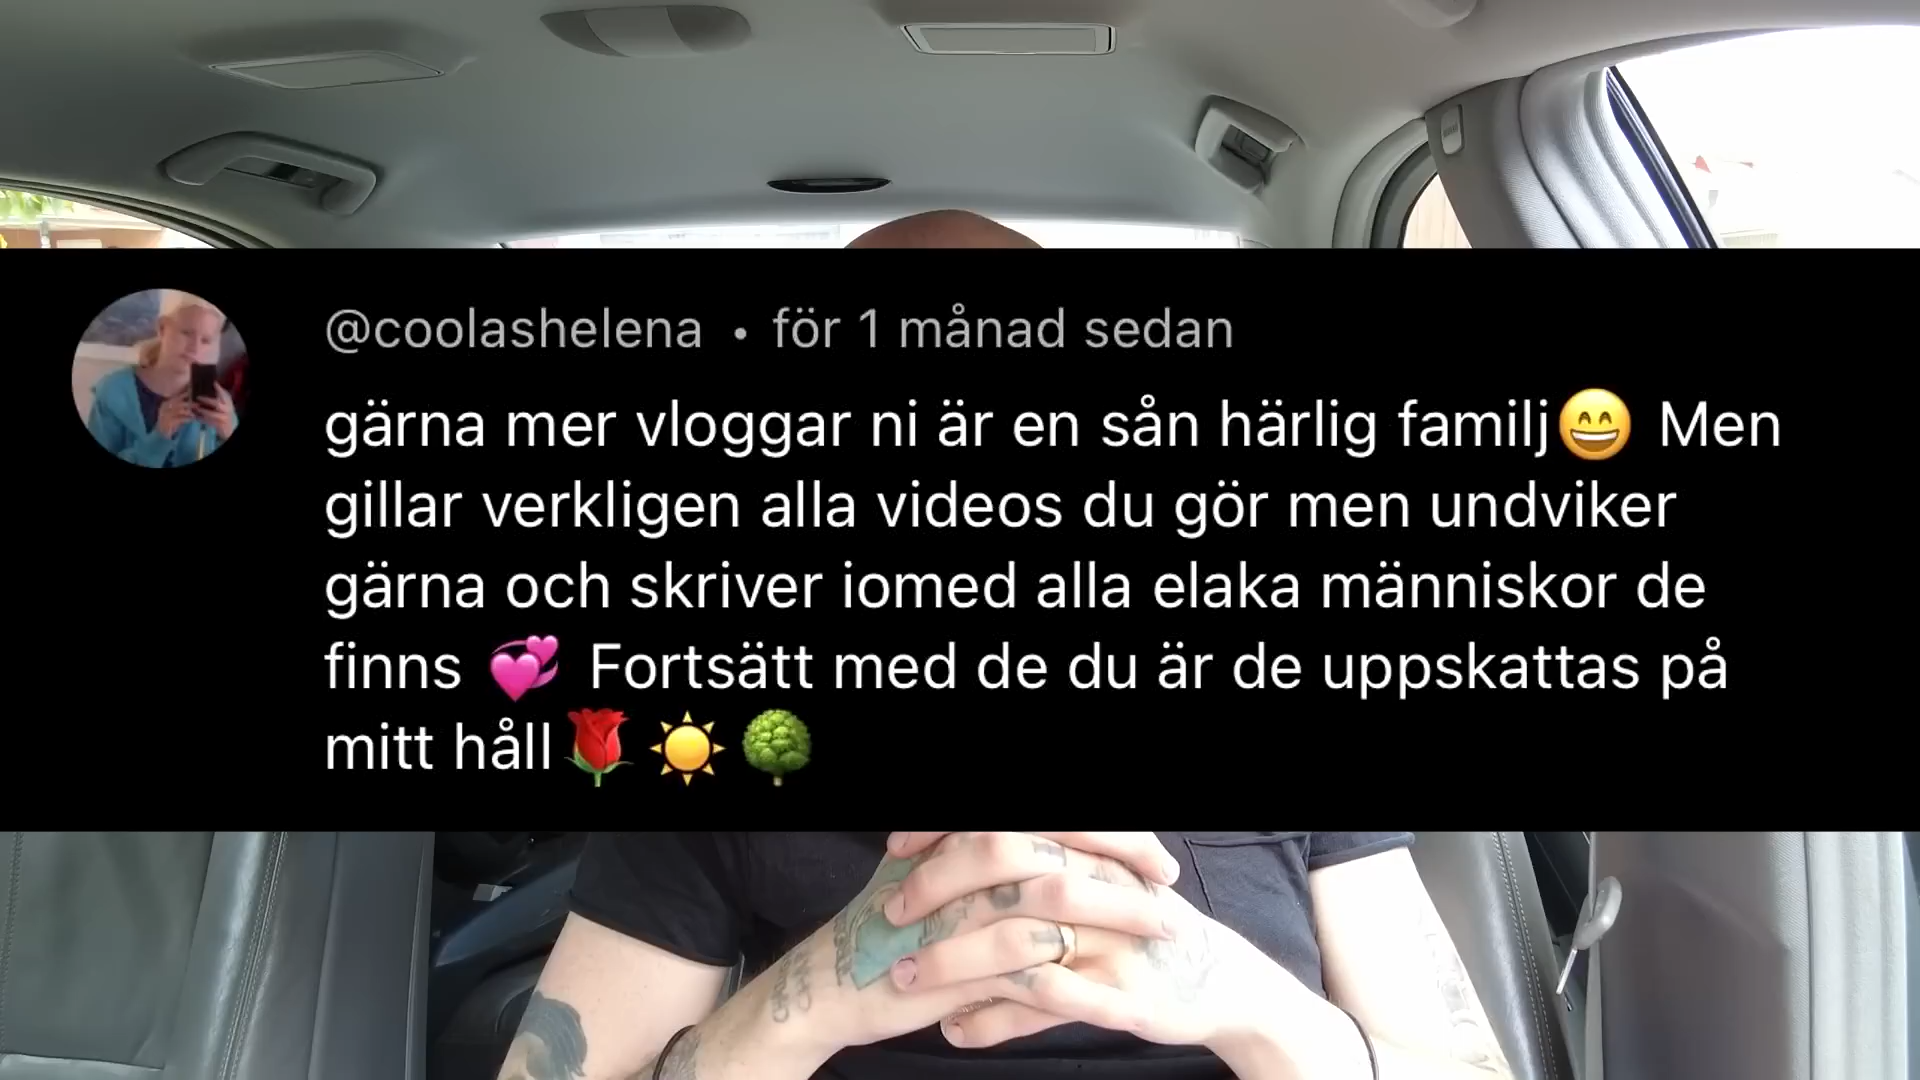 @coolashelena • för 1 månad sedan
gärna mer vloggar ni är en sån härlig familj😄 Men
gillar verkligen alla videos du gör men undviker
gärna och skriver iomed alla elaka människor de
finns 💞 Fortsätt med de du är de uppskattas på
mitt håll🌹☀️🌳